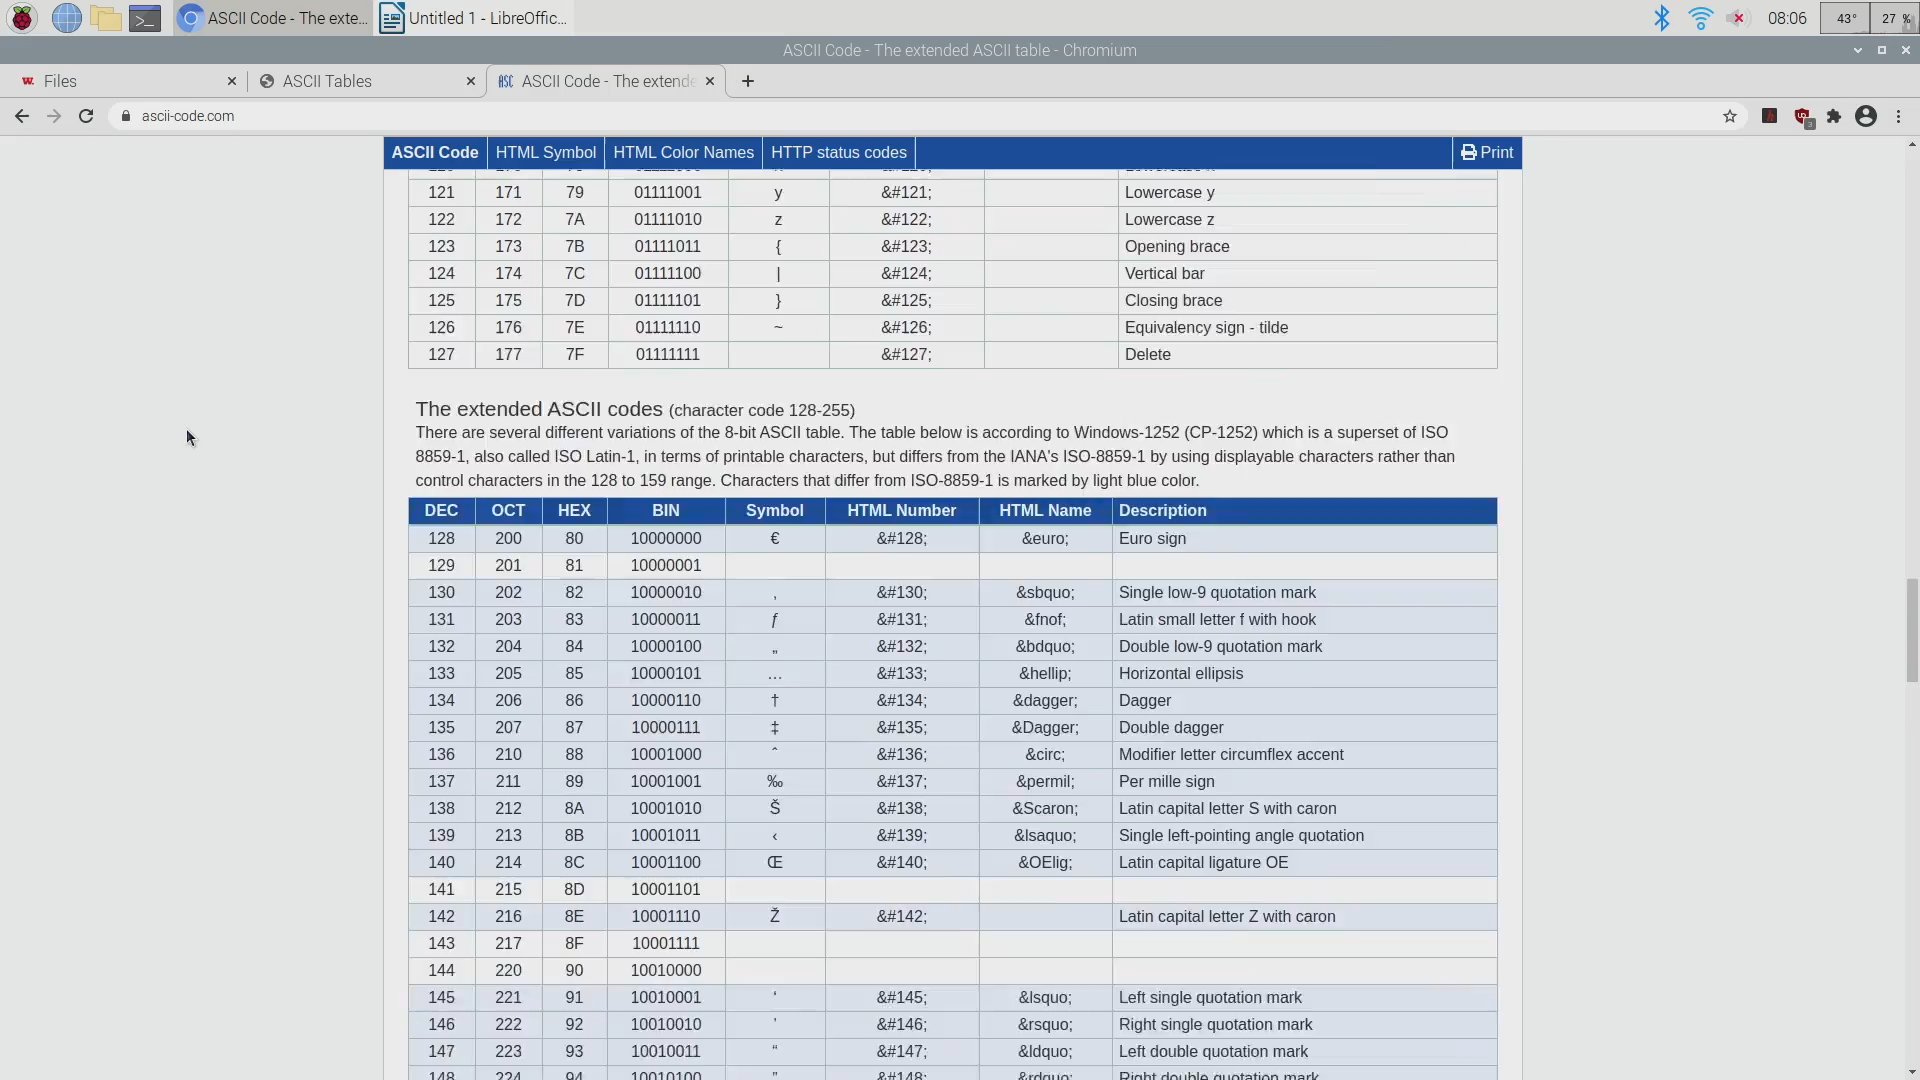 ASCII Code - The exte... Untitled 1 - LibreOffic... 08:06 43° 27 %
ASCII Code - The extended ASCII table - Chromium
Files ASCII Tables ASCII Code - The extende
ascii-code.com
ASCII Code HTML Symbol HTML Color Names HTTP status codes Print
121 171 79 01111001 y &#121; Lowercase y
122 172 7A 01111010 z &#122; Lowercase z
123 173 7B 01111011 { &#123; Opening brace
124 174 7C 01111100 | &#124; Vertical bar
125 175 7D 01111101 } &#125; Closing brace
126 176 7E 01111110 ~ &#126; Equivalency sign - tilde
127 177 7F 01111111 &#127; Delete
The extended ASCII codes (character code 128-255)
There are several different variations of the 8-bit ASCII table. The table below is according to Windows-1252 (CP-1252) which is a superset of ISO
8859-1, also called ISO Latin-1, in terms of printable characters, but differs from the IANA's ISO-8859-1 by using displayable characters rather than
control characters in the 128 to 159 range. Characters that differ from ISO-8859-1 is marked by light blue color.
DEC OCT HEX BIN Symbol HTML Number HTML Name Description
128 200 80 10000000 € &#128; &euro; Euro sign
129 201 81 10000001
130 202 82 10000010 ‚ &#130; &sbquo; Single low-9 quotation mark
131 203 83 10000011 ƒ &#131; &fnof; Latin small letter f with hook
132 204 84 10000100 „ &#132; &bdquo; Double low-9 quotation mark
133 205 85 10000101 … &#133; &hellip; Horizontal ellipsis
134 206 86 10000110 † &#134; &dagger; Dagger
135 207 87 10000111 ‡ &#135; &Dagger; Double dagger
136 210 88 10001000 ˆ &#136; &circ; Modifier letter circumflex accent
137 211 89 10001001 ‰ &#137; &permil; Per mille sign
138 212 8A 10001010 Š &#138; &Scaron; Latin capital letter S with caron
139 213 8B 10001011 ‹ &#139; &lsaquo; Single left-pointing angle quotation
140 214 8C 10001100 Œ &#140; &OElig; Latin capital ligature OE
141 215 8D 10001101
142 216 8E 10001110 Ž &#142; Latin capital letter Z with caron
143 217 8F 10001111
144 220 90 10010000
145 221 91 10010001 ‘ &#145; &lsquo; Left single quotation mark
146 222 92 10010010 ’ &#146; &rsquo; Right single quotation mark
147 223 93 10010011 “ &#147; &ldquo; Left double quotation mark
148 224 94 10010100 ” &#148; &rdquo; Right double quotation mark